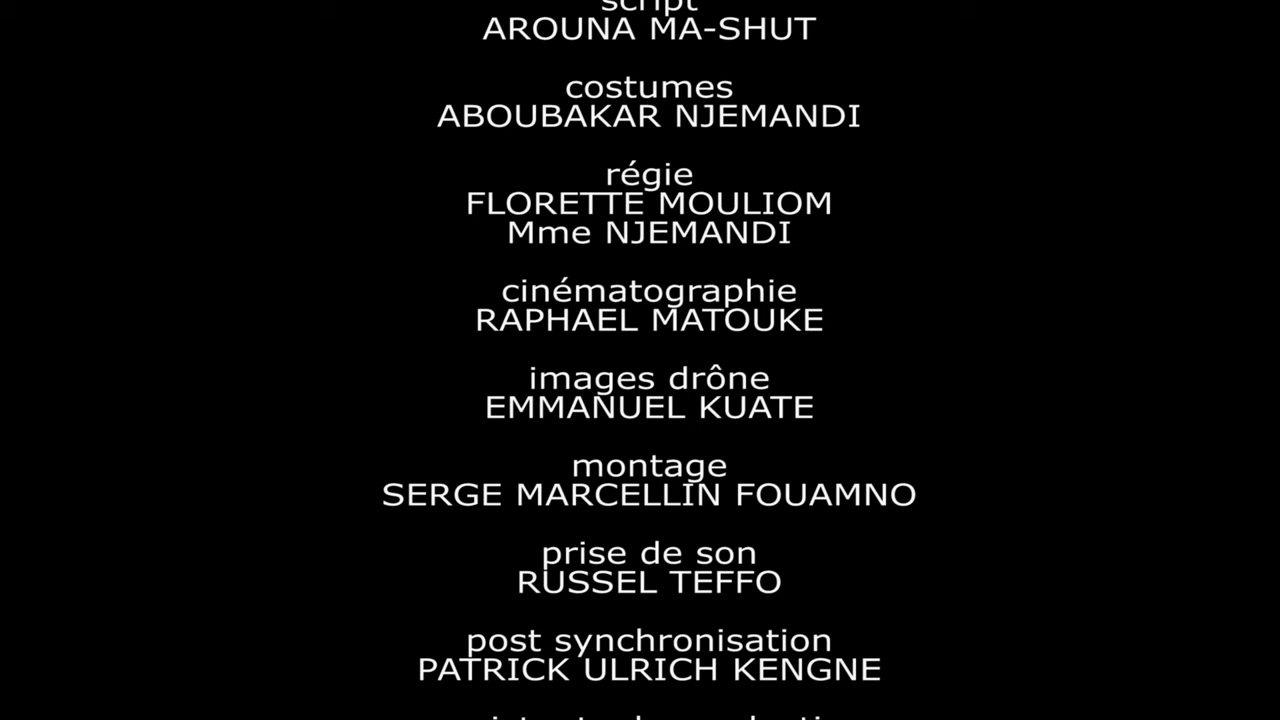 script
AROUNA MA-SHUT
costumes
ABOUBAKAR NJEMANDI
régie
FLORETTE MOULIOM
Mme NJEMANDI
cinématographie
RAPHAEL MATOUKE
images drône
EMMANUEL KUATE
montage
SERGE MARCELLIN FOUAMNO
prise de son
RUSSEL TEFFO
post synchronisation
PATRICK ULRICH KENGNE